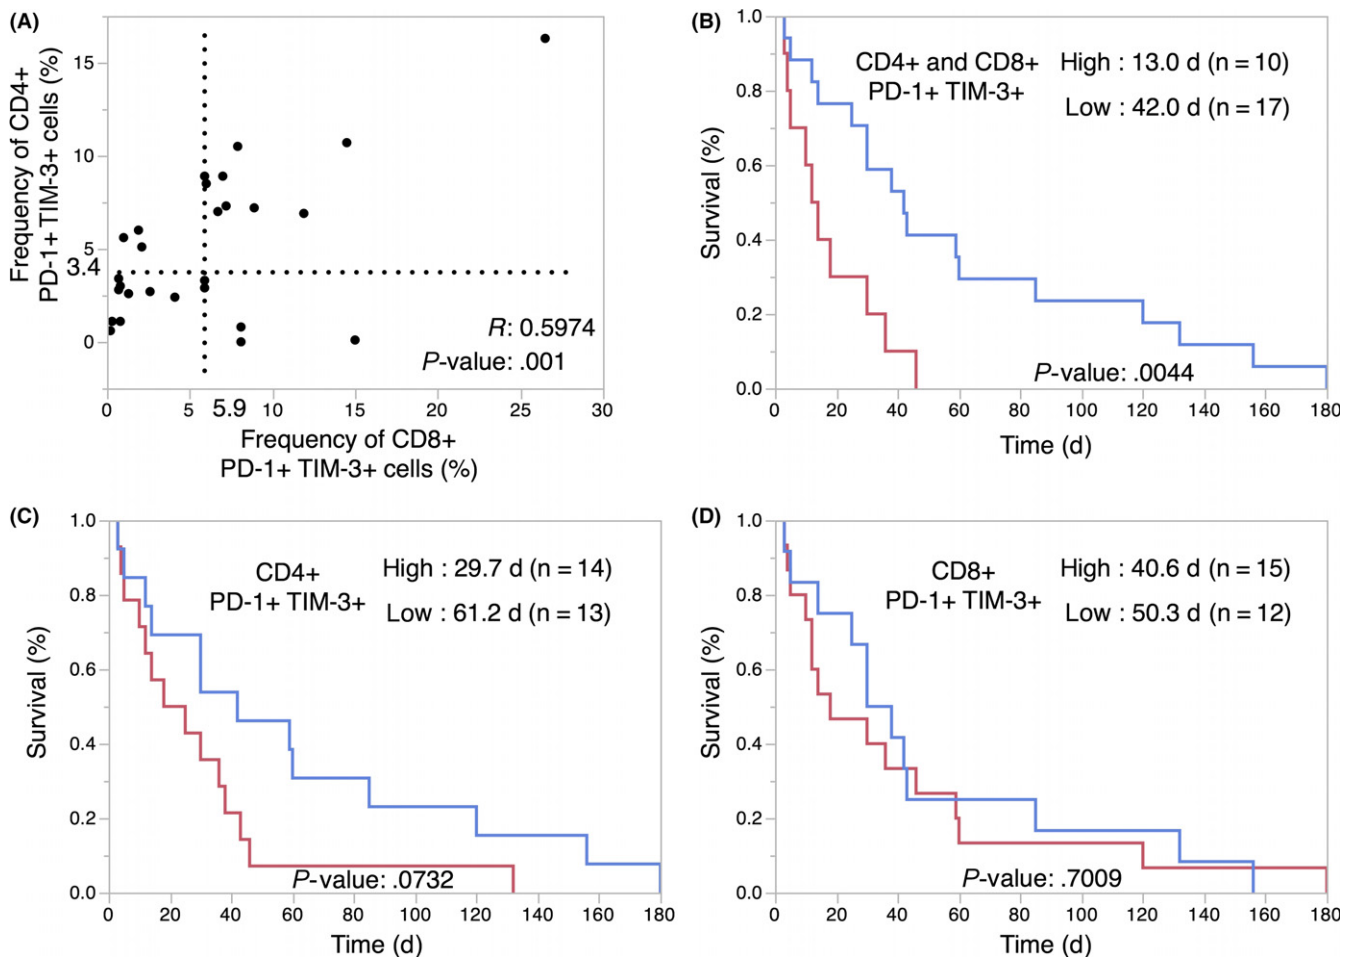 (A)
Frequency of CD4+
PD-1+ TIM-3+ cells (%)
15
10
5
3.4
0
R: 0.5974
P-value: .001
0 5 5.9 10 15 20 25 30
Frequency of CD8+
PD-1+ TIM-3+ cells (%)
(B)
Survival (%)
1.0
0.8
0.6
0.4
0.2
0.0
CD4+ and CD8+
PD-1+ TIM-3+
High : 13.0 d (n = 10)
Low : 42.0 d (n = 17)
P-value: .0044
0 20 40 60 80 100 120 140 160 180
Time (d)
(C)
Survival (%)
1.0
0.8
0.6
0.4
0.2
0.0
CD4+
PD-1+ TIM-3+
High : 29.7 d (n = 14)
Low : 61.2 d (n = 13)
P-value: .0732
0 20 40 60 80 100 120 140 160 180
Time (d)
(D)
Survival (%)
1.0
0.8
0.6
0.4
0.2
0.0
CD8+
PD-1+ TIM-3+
High : 40.6 d (n = 15)
Low : 50.3 d (n = 12)
P-value: .7009
0 20 40 60 80 100 120 140 160 180
Time (d)